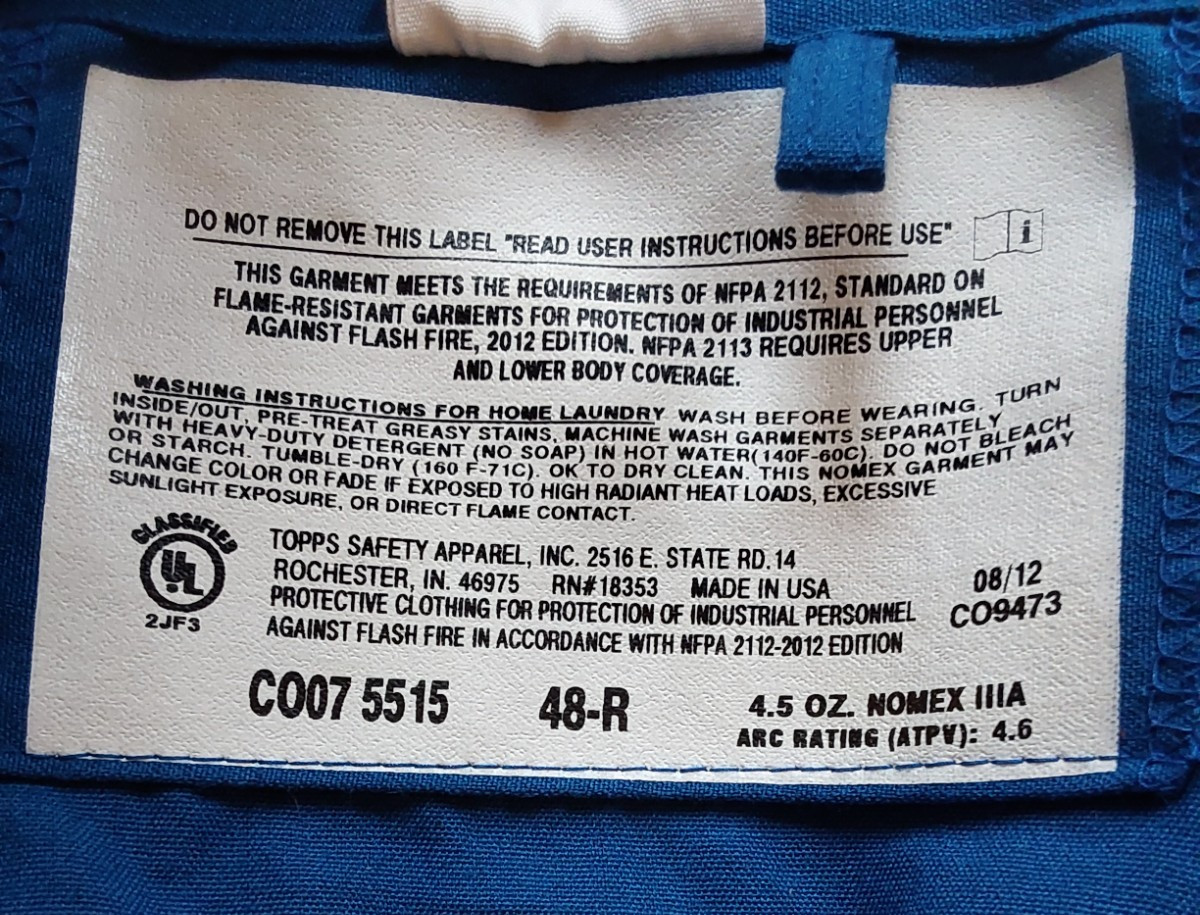 DO NOT REMOVE THIS LABEL "READ USER INSTRUCTIONS BEFORE USE" i
THIS GARMENT MEETS THE REQUIREMENTS OF NFPA 2112, STANDARD ON
FLAME-RESISTANT GARMENTS FOR PROTECTION OF INDUSTRIAL PERSONNEL
AGAINST FLASH FIRE, 2012 EDITION. NFPA 2113 REQUIRES UPPER
AND LOWER BODY COVERAGE.
WASHING INSTRUCTIONS FOR HOME LAUNDRY WASH BEFORE WEARING. TURN
INSIDE/OUT, PRE-TREAT GREASY STAINS, MACHINE WASH GARMENTS SEPARATELY
WITH HEAVY-DUTY DETERGENT (NO SOAP) IN HOT WATER(140F-60C). DO NOT BLEACH
OR STARCH. TUMBLE-DRY (160 F-71C). OK TO DRY CLEAN. THIS NOMEX GARMENT MAY
CHANGE COLOR OR FADE IF EXPOSED TO HIGH RADIANT HEAT LOADS, EXCESSIVE
SUNLIGHT EXPOSURE, OR DIRECT FLAME CONTACT.
CLASSIFIED
UL
2JF3
TOPPS SAFETY APPAREL, INC. 2516 E. STATE RD. 14
ROCHESTER, IN. 46975 RN#18353 MADE IN USA
PROTECTIVE CLOTHING FOR PROTECTION OF INDUSTRIAL PERSONNEL
AGAINST FLASH FIRE IN ACCORDANCE WITH NFPA 2112-2012 EDITION
08/12
CO9473
CO07 5515 48-R
4.5 OZ. NOMEX IIIA
ARC RATING (ATPV): 4.6